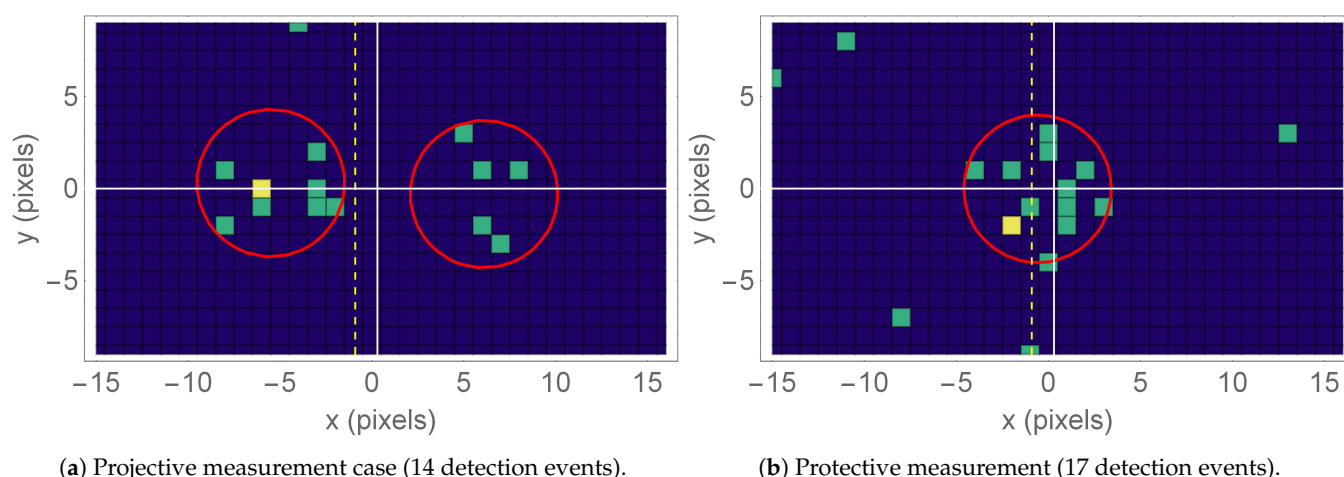 5
0
−5
y (pixels)
−15 −10 −5 0 5 10 15
x (pixels)
(a) Projective measurement case (14 detection events).
5
0
−5
y (pixels)
−15 −10 −5 0 5 10 15
x (pixels)
(b) Protective measurement (17 detection events).